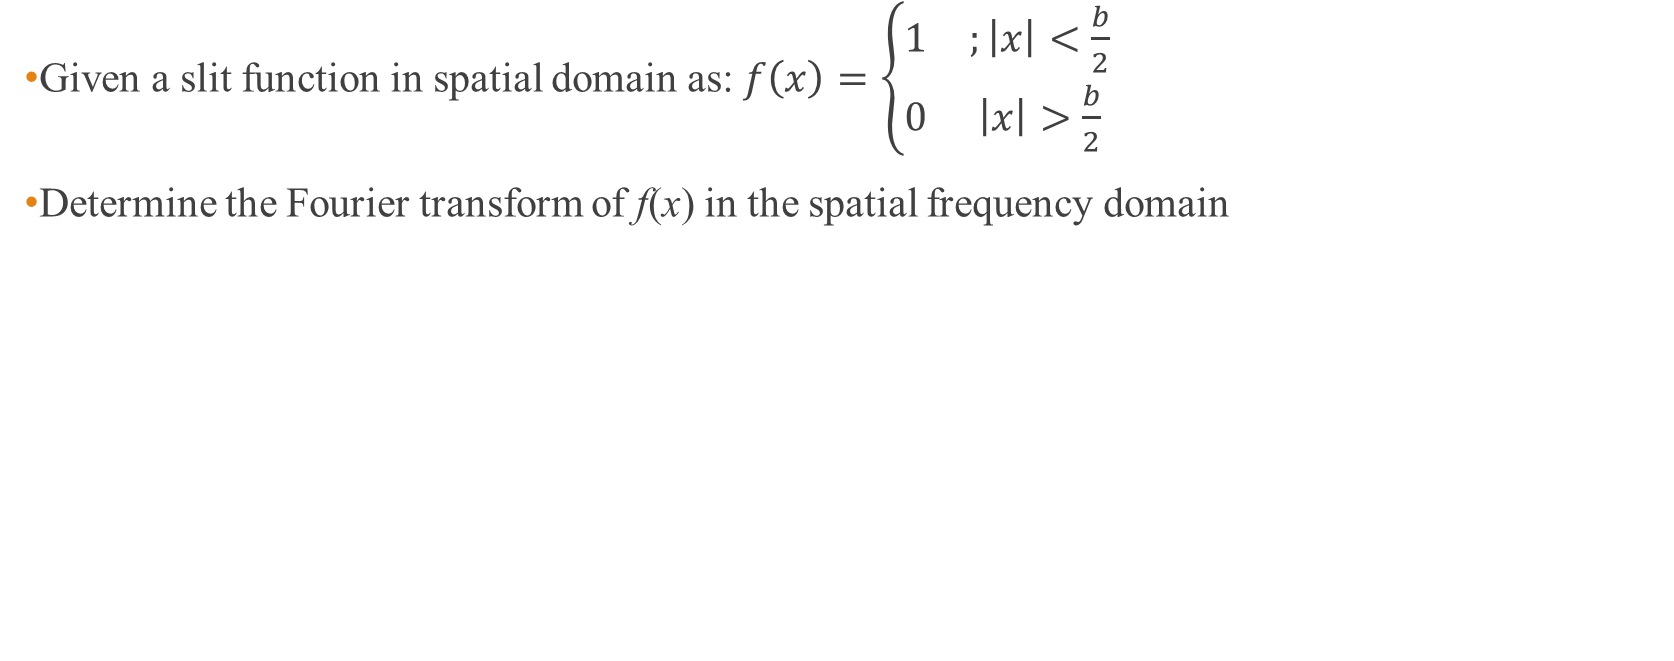 •Given a slit function in spatial domain as: f(x) = {1 ; |x| < b/2
0 |x| > b/2
•Determine the Fourier transform of f(x) in the spatial frequency domain